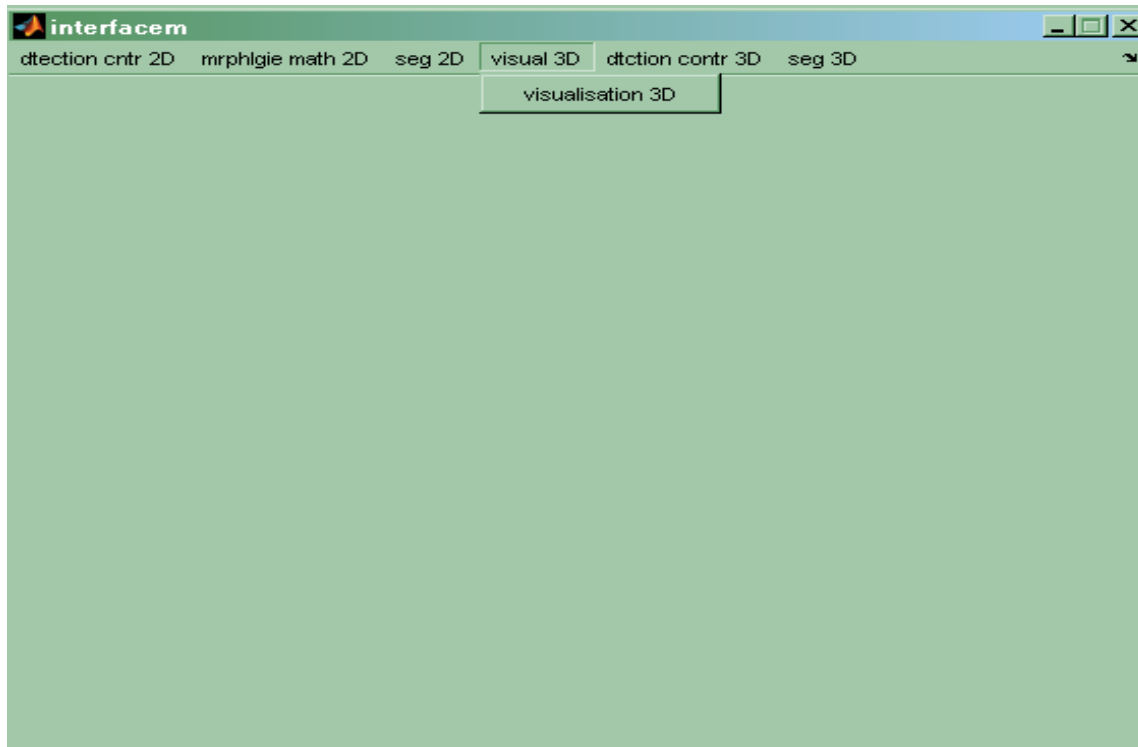 interfacem
dtection cntr 2D mrphlgie math 2D seg 2D visual 3D dtction contr 3D seg 3D
visualisation 3D